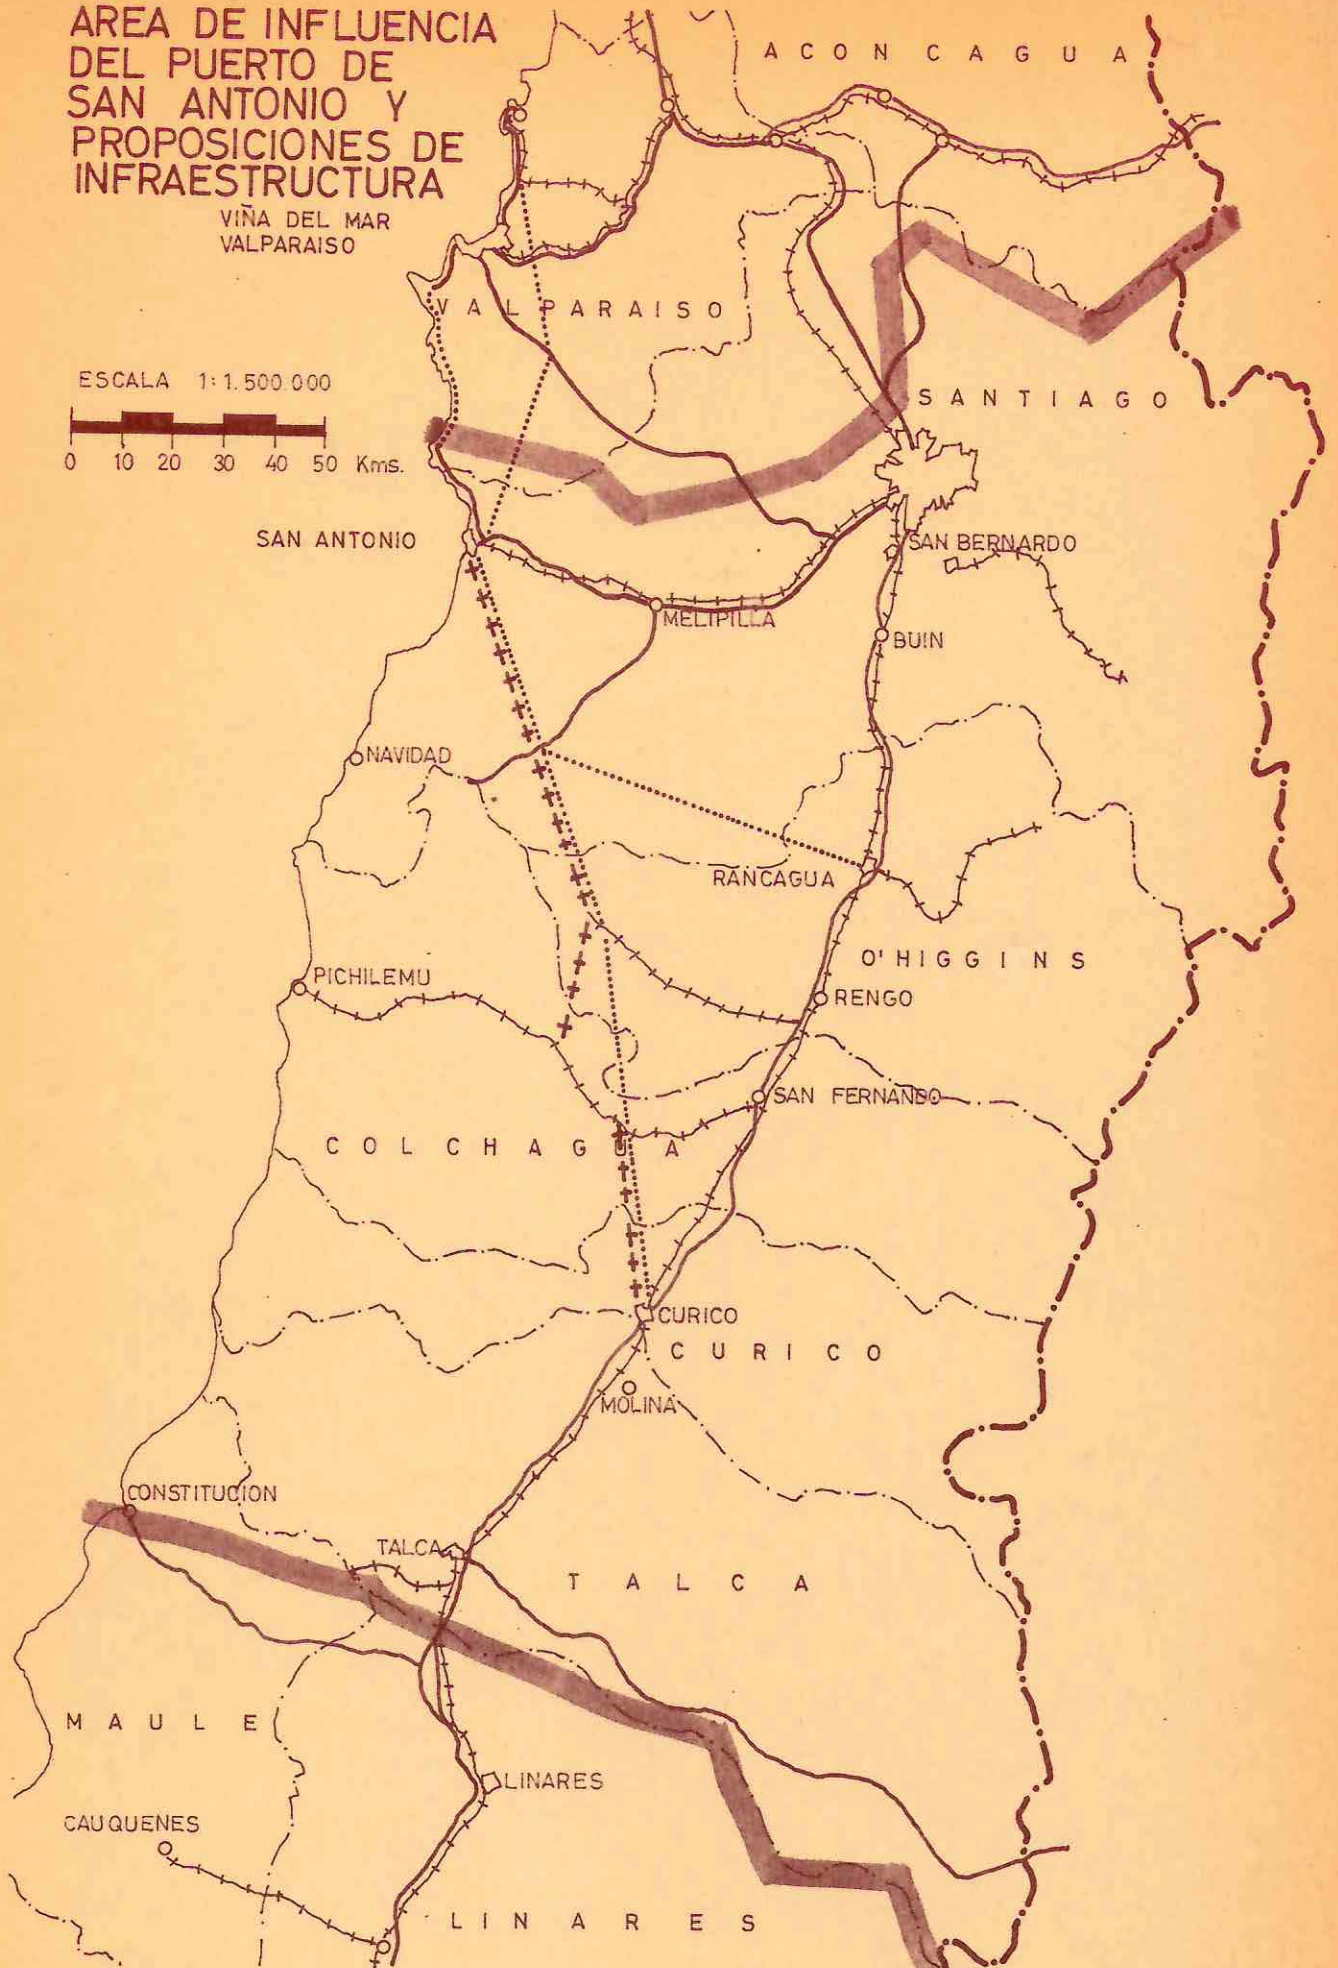 AREA DE INFLUENCIA
DEL PUERTO DE
SAN ANTONIO Y
PROPOSICIONES DE
INFRAESTRUCTURA
VIÑA DEL MAR
VALPARAISO
ACONCAGUA
VALPARAISO
ESCALA 1:1.500.000
0 10 20 30 40 50 Kms.
SANTIAGO
SAN ANTONIO
SAN BERNARDO
MELIPILLA
BUIN
NAVIDAD
RANCAGUA
O'HIGGINS
PICHILEMU
RENGO
SAN FERNANDO
COLCHAGUA
CURICO
CURICO
MOLINA
CONSTITUCION
TALCA
TALCA
MAULE
LINARES
CAUQUENES
LINARES